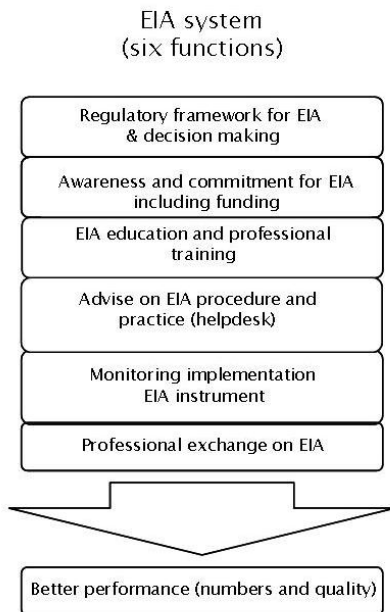 EIA system
(six functions)
Regulatory framework for EIA
& decision making
Awareness and commitment for EIA
including funding
EIA education and professional
training
Advise on EIA procedure and
practice (helpdesk)
Monitoring implementation
EIA instrument
Professional exchange on EIA
Better performance (numbers and quality)